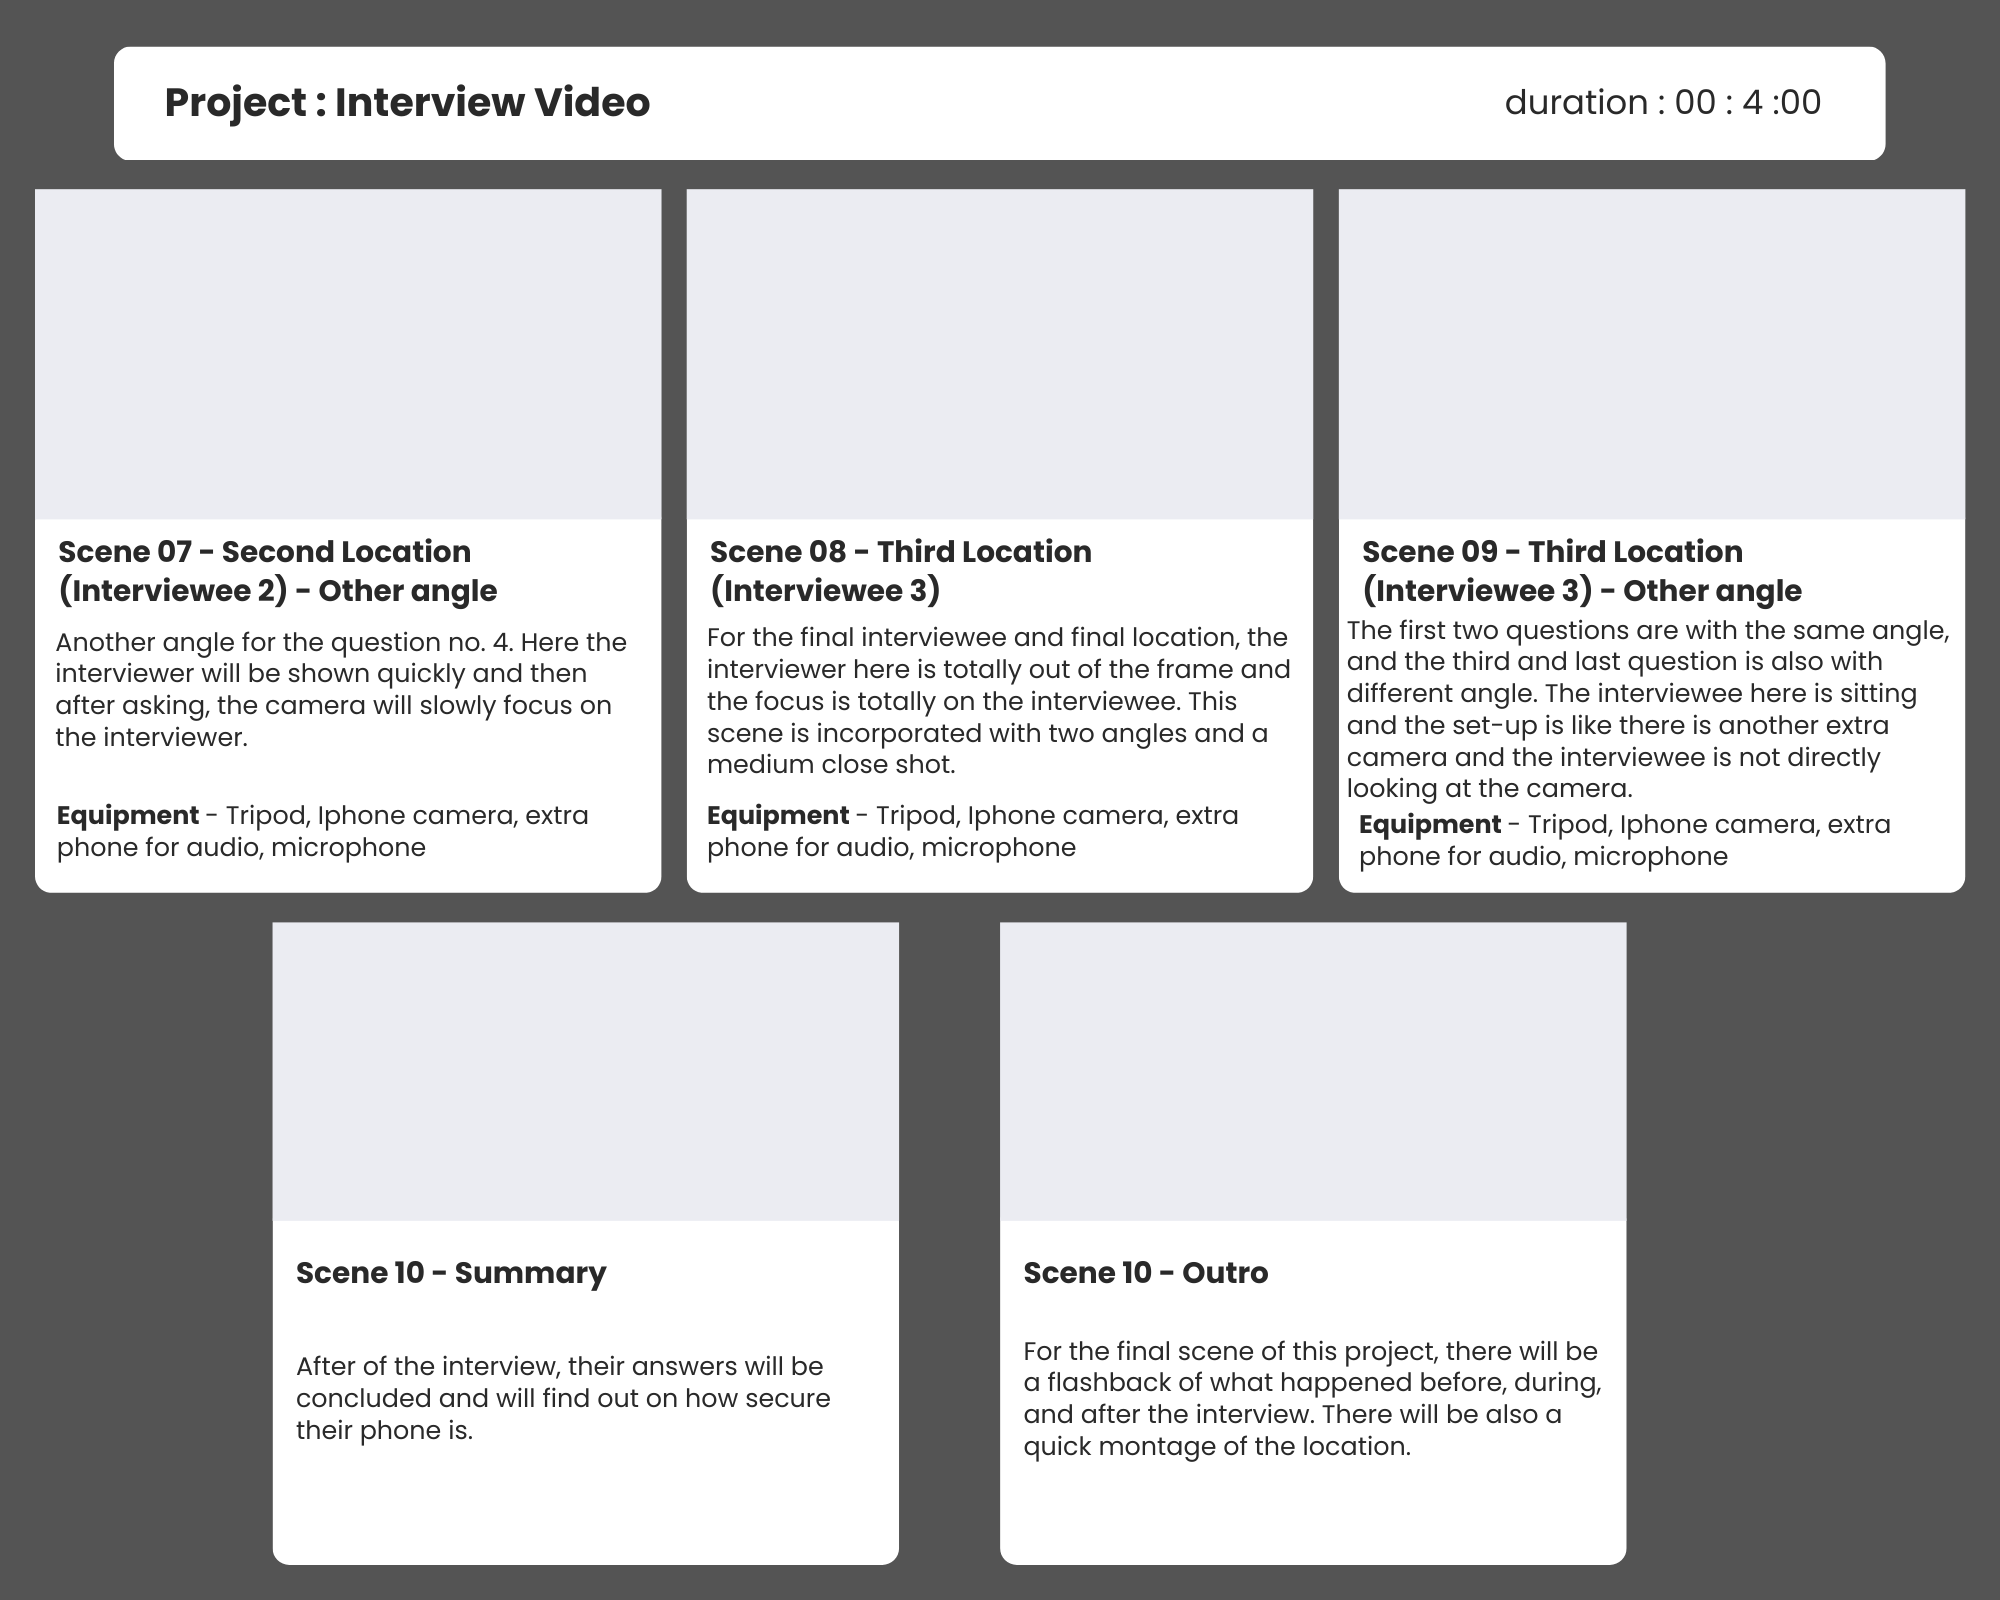 Project : Interview Video
duration : 00 : 4 :00
Scene 07 - Second Location
(Interviewee 2) - Other angle
Another angle for the question no. 4. Here the
interviewer will be shown quickly and then
after asking, the camera will slowly focus on
the interviewer.
Equipment - Tripod, Iphone camera, extra
phone for audio, microphone
Scene 08 - Third Location
(Interviewee 3)
For the final interviewee and final location, the
interviewer here is totally out of the frame and
the focus is totally on the interviewee. This
scene is incorporated with two angles and a
medium close shot.
Equipment - Tripod, Iphone camera, extra
phone for audio, microphone
Scene 09 - Third Location
(Interviewee 3) - Other angle
The first two questions are with the same angle,
and the third and last question is also with
different angle. The interviewee here is sitting
and the set-up is like there is another extra
camera and the interviewee is not directly
looking at the camera.
Equipment - Tripod, Iphone camera, extra
phone for audio, microphone
Scene 10 - Summary
After of the interview, their answers will be
concluded and will find out on how secure
their phone is.
Scene 10 - Outro
For the final scene of this project, there will be
a flashback of what happened before, during,
and after the interview. There will be also a
quick montage of the location.